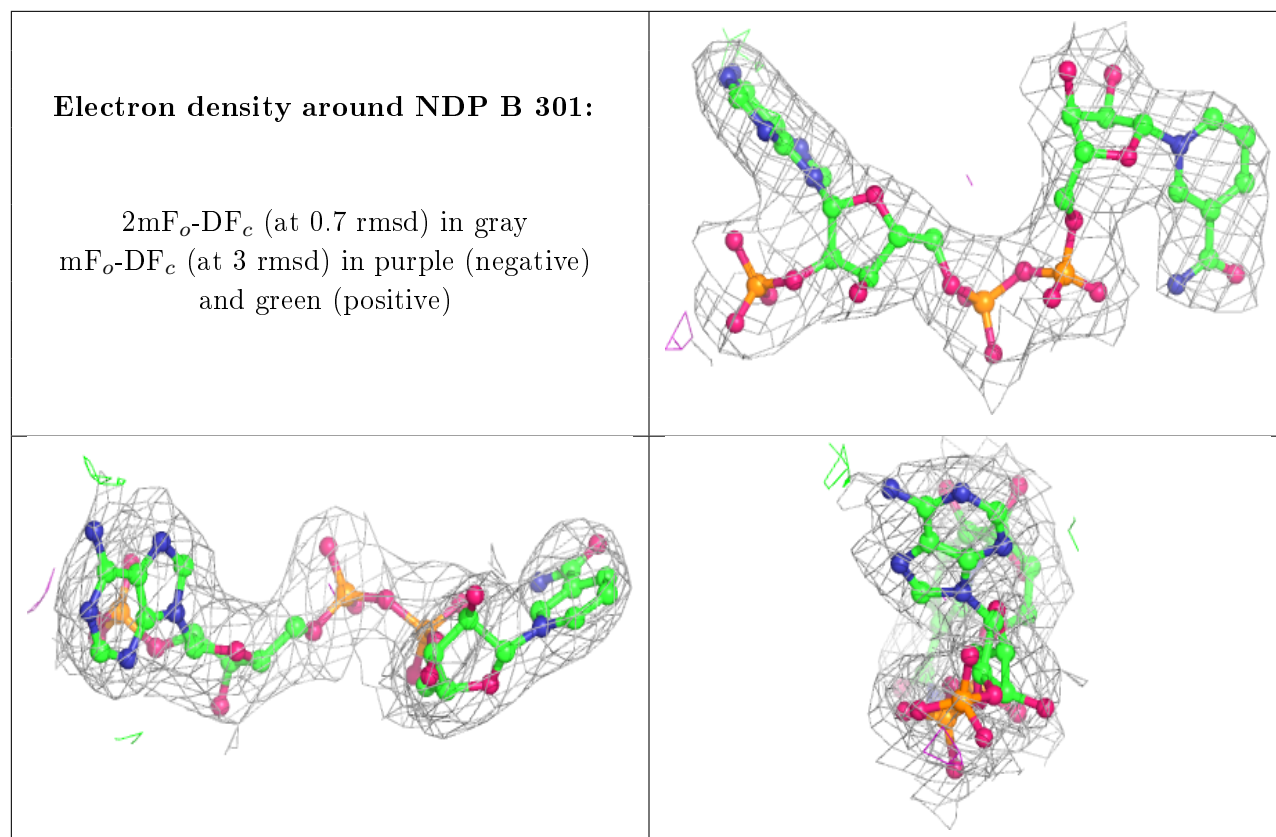 Electron density around NDP B 301:
2mFₒ-DF𝒸 (at 0.7 rmsd) in gray
mFₒ-DF𝒸 (at 3 rmsd) in purple (negative)
and green (positive)